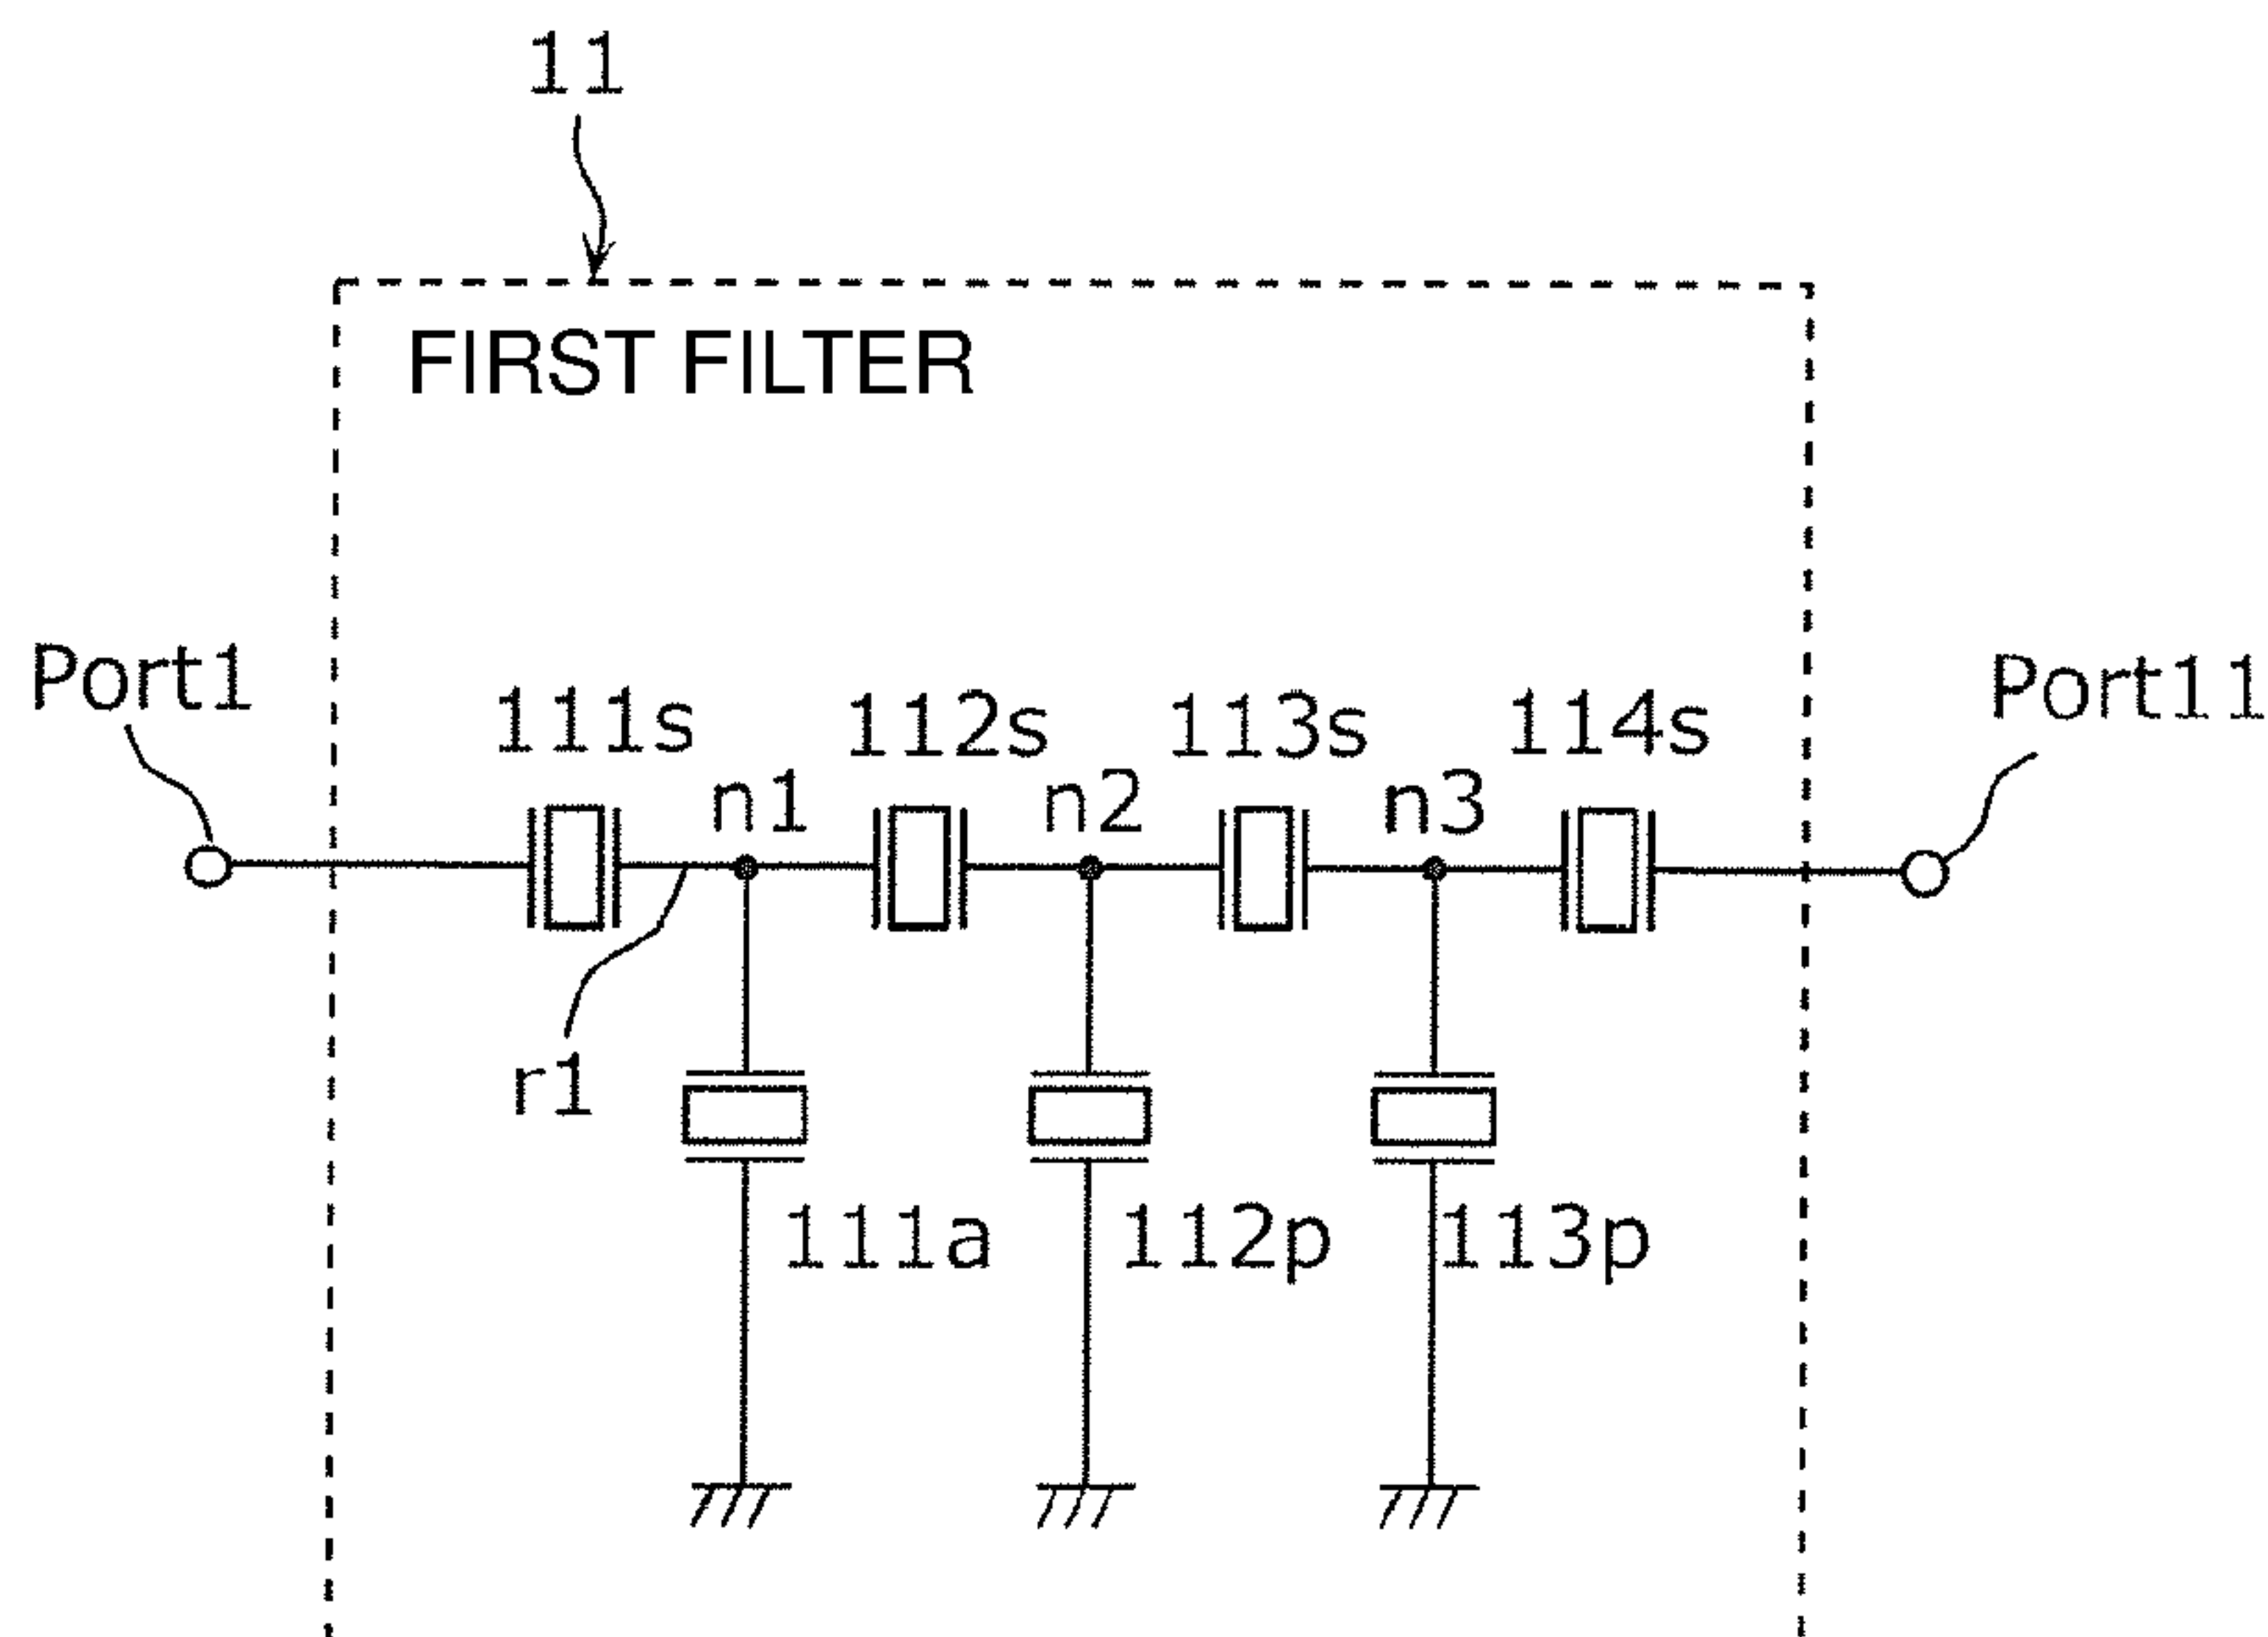 11
FIRST FILTER
Port1
Port11
111s
112s
113s
114s
n1
n2
n3
r1
111a
112p
113p